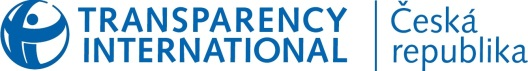 TRANSPARENCY
INTERNATIONAL
Česká
republika